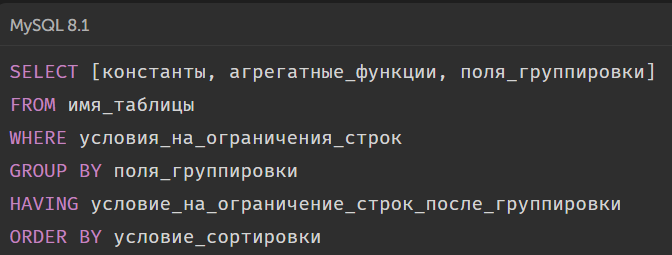 MySQL 8.1
SELECT [константы, агрегатные_функции, поля_группировки]
FROM имя_таблицы
WHERE условия_на_ограничения_строк
GROUP BY поля_группировки
HAVING условие_на_ограничение_строк_после_группировки
ORDER BY условие_сортировки